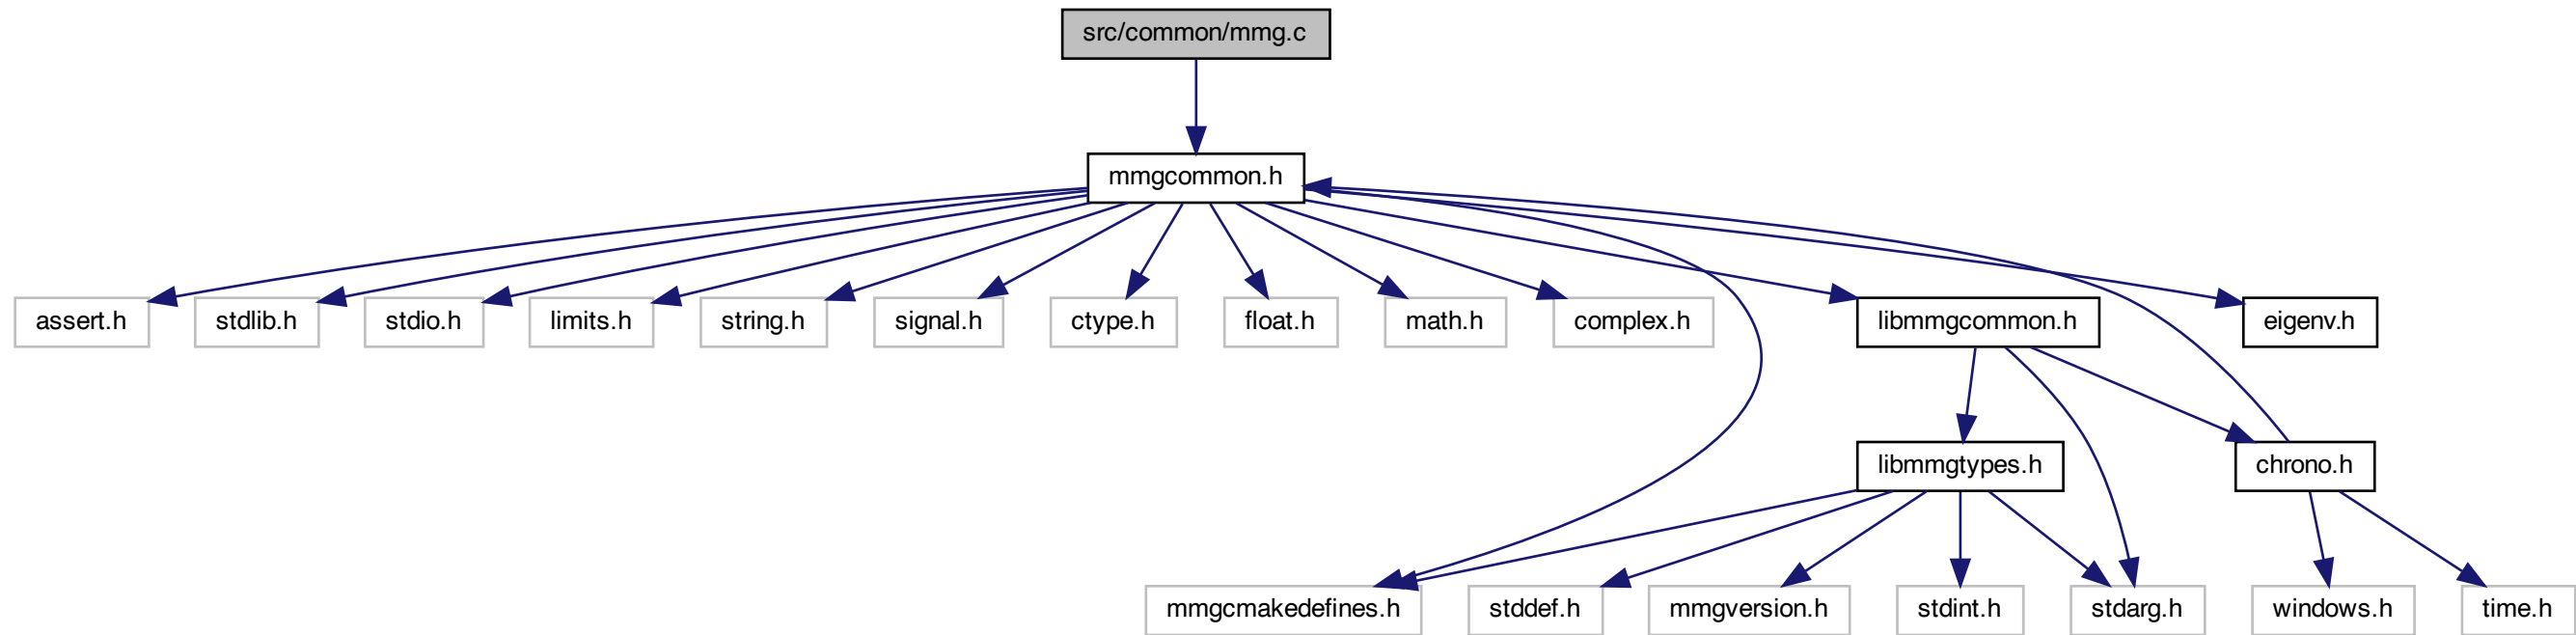 src/common/mmg.c
mmgcommon.h
assert.h
stdlib.h
stdio.h
limits.h
string.h
signal.h
ctype.h
float.h
math.h
complex.h
libmmgcommon.h
eigenv.h
libmmgtypes.h
chrono.h
mmgcmakedefines.h
stddef.h
mmgversion.h
stdint.h
stdarg.h
windows.h
time.h